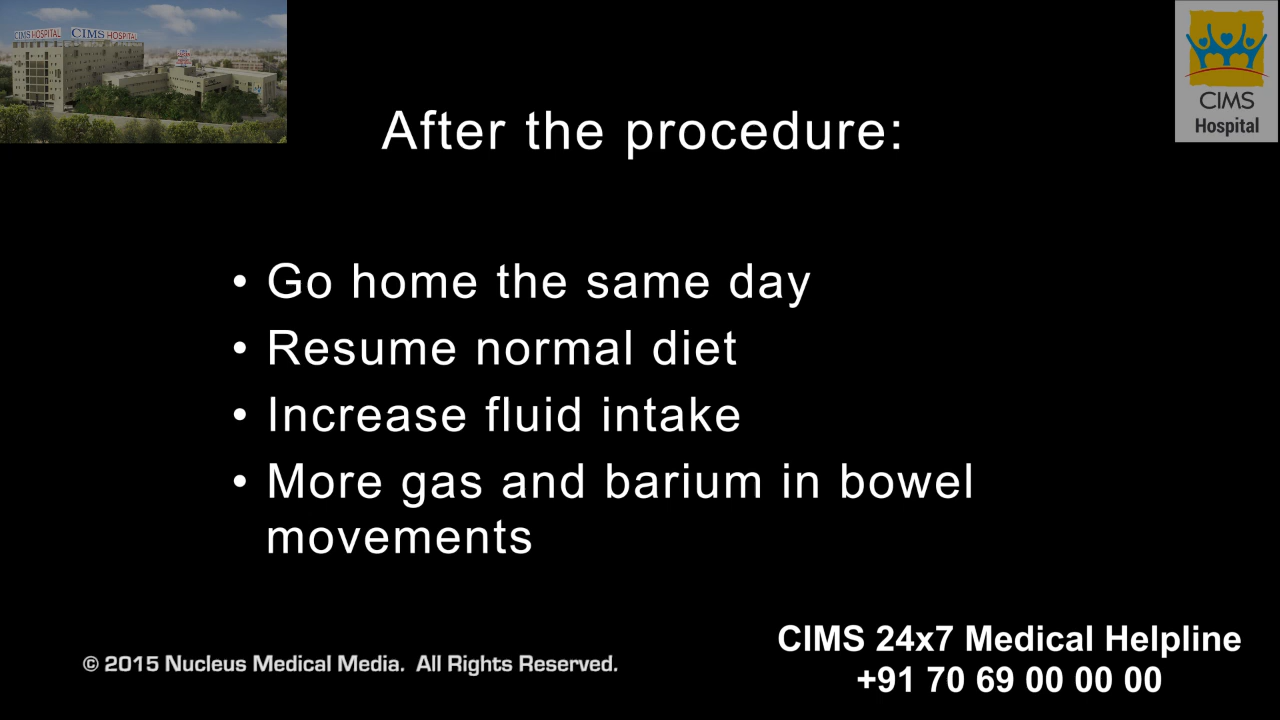 CIMS HOSPITAL CIMS HOSPITAL
CIMS
Hospital
After the procedure:
• Go home the same day
• Resume normal diet
• Increase fluid intake
• More gas and barium in bowel
movements
CIMS 24x7 Medical Helpline
+91 70 69 00 00 00
© 2015 Nucleus Medical Media. All Rights Reserved.